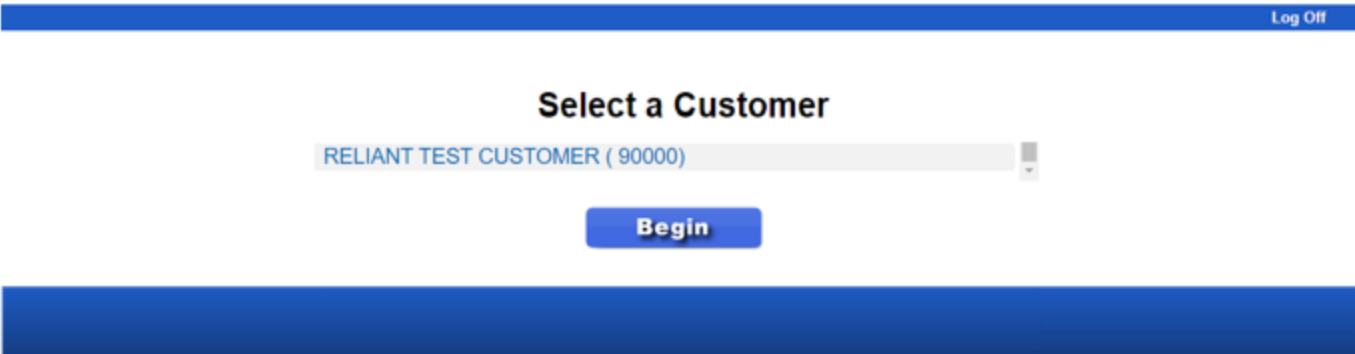 Log Off
Select a Customer
RELIANT TEST CUSTOMER ( 90000)
Begin